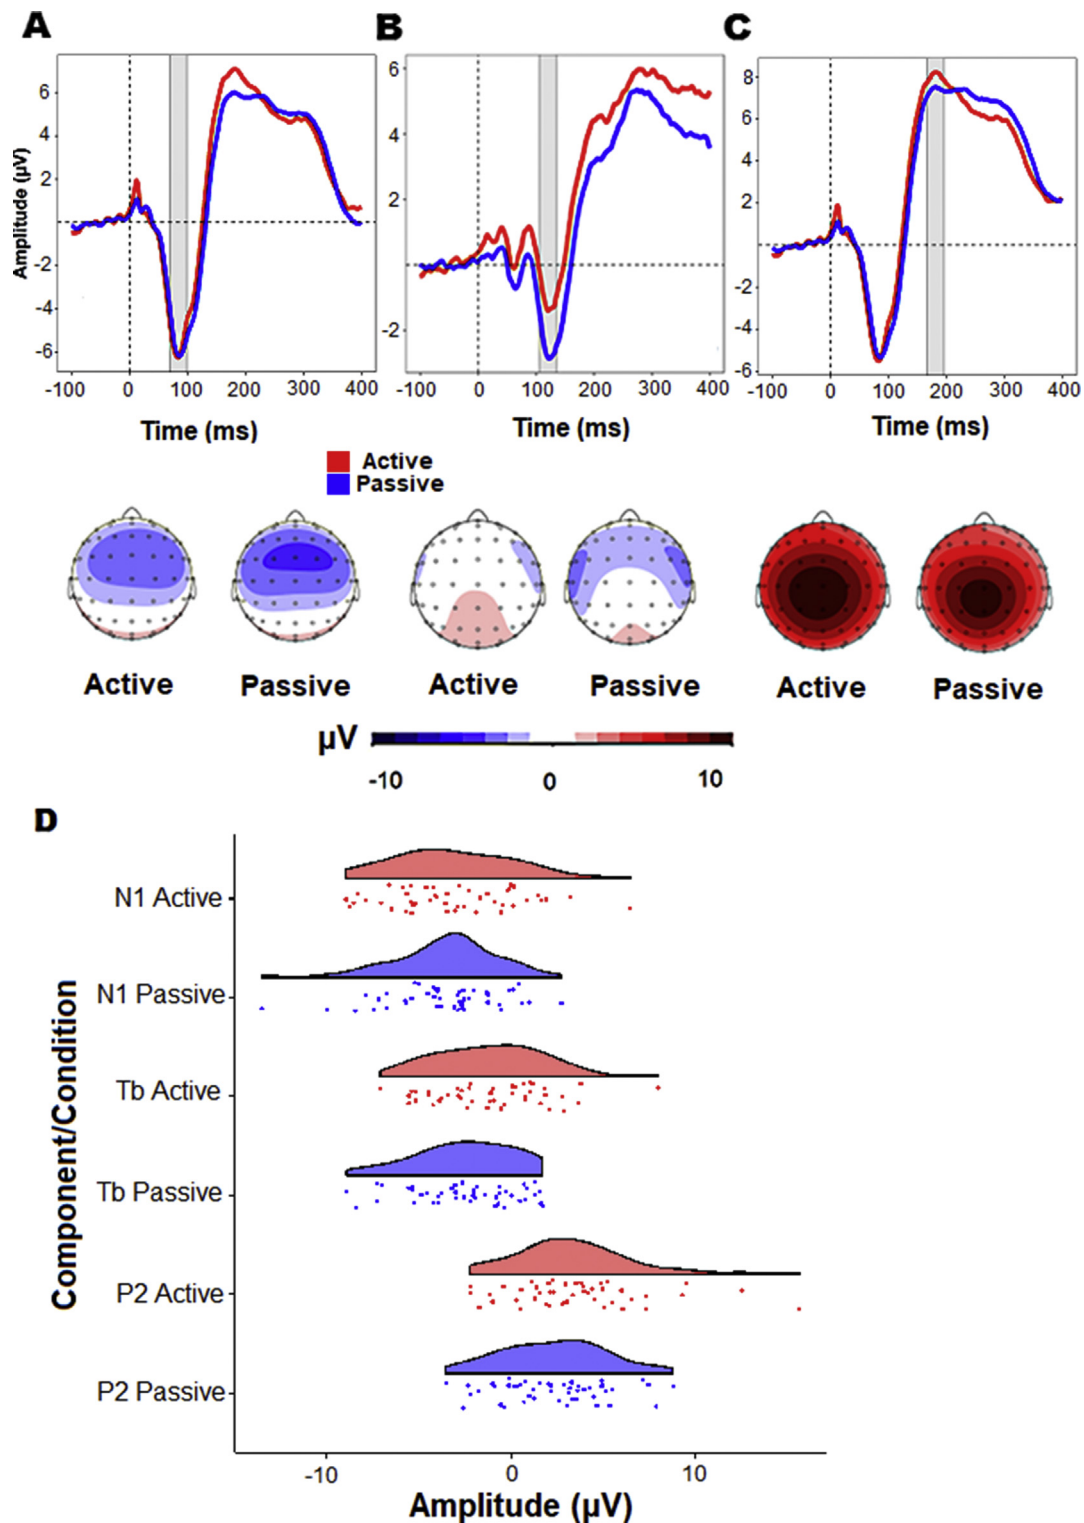 A B C
Amplitude (µV)
6
4
2
0
-2
-4
-6
-100 0 100 200 300 400
Time (ms)
6
4
2
-2
-100 0 100 200 300 400
Time (ms)
8
6
4
2
0
-2
-4
-6
-100 0 100 200 300 400
Time (ms)
Active
Passive
Active Passive Active Passive Active Passive
µV
-10 0 10
D
Component/Condition
N1 Active
N1 Passive
Tb Active
Tb Passive
P2 Active
P2 Passive
-10 0 10
Amplitude (µV)